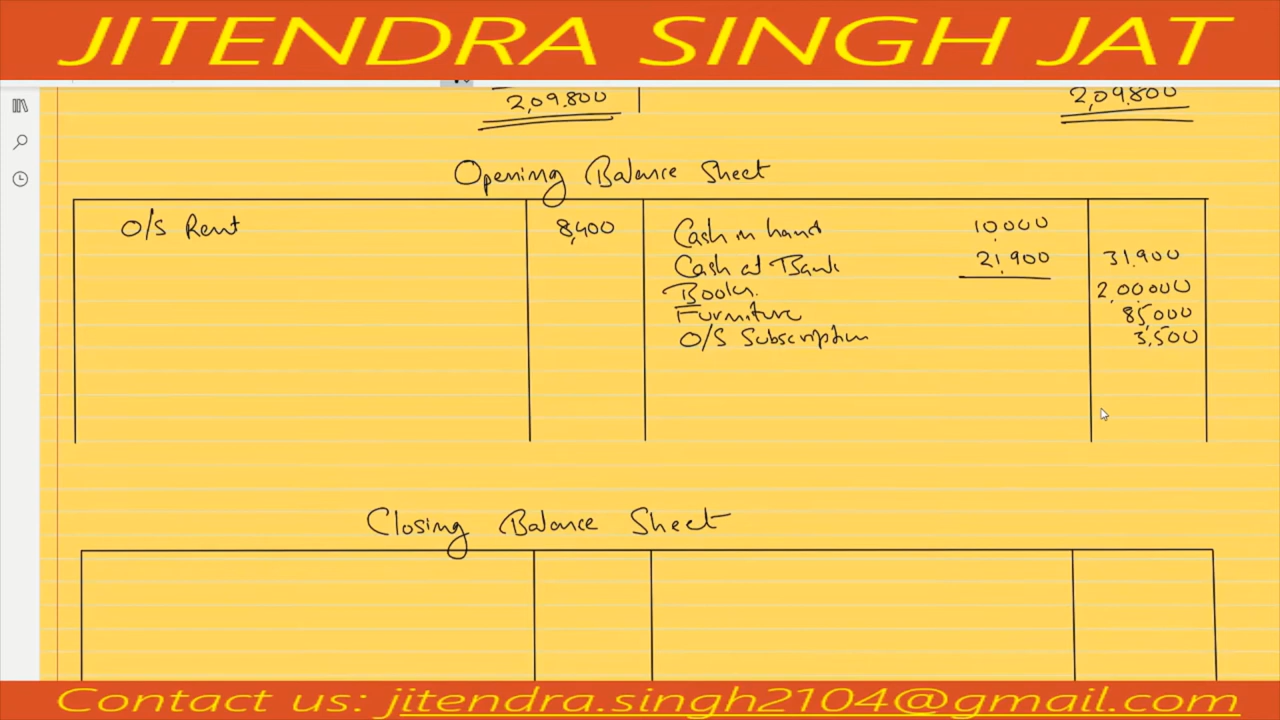 JITENDRA SINGH JAT
2,09,800 2,09,800
Opening Balance Sheet
O/S Rent 8,400 Cash in hand 10,000
Cash at Bank 21,900 31,900
Books 2,00,000
Furniture 85,000
O/S Subscription 3,500
Closing Balance Sheet
Contact us: jitendra.singh2104@gmail.com